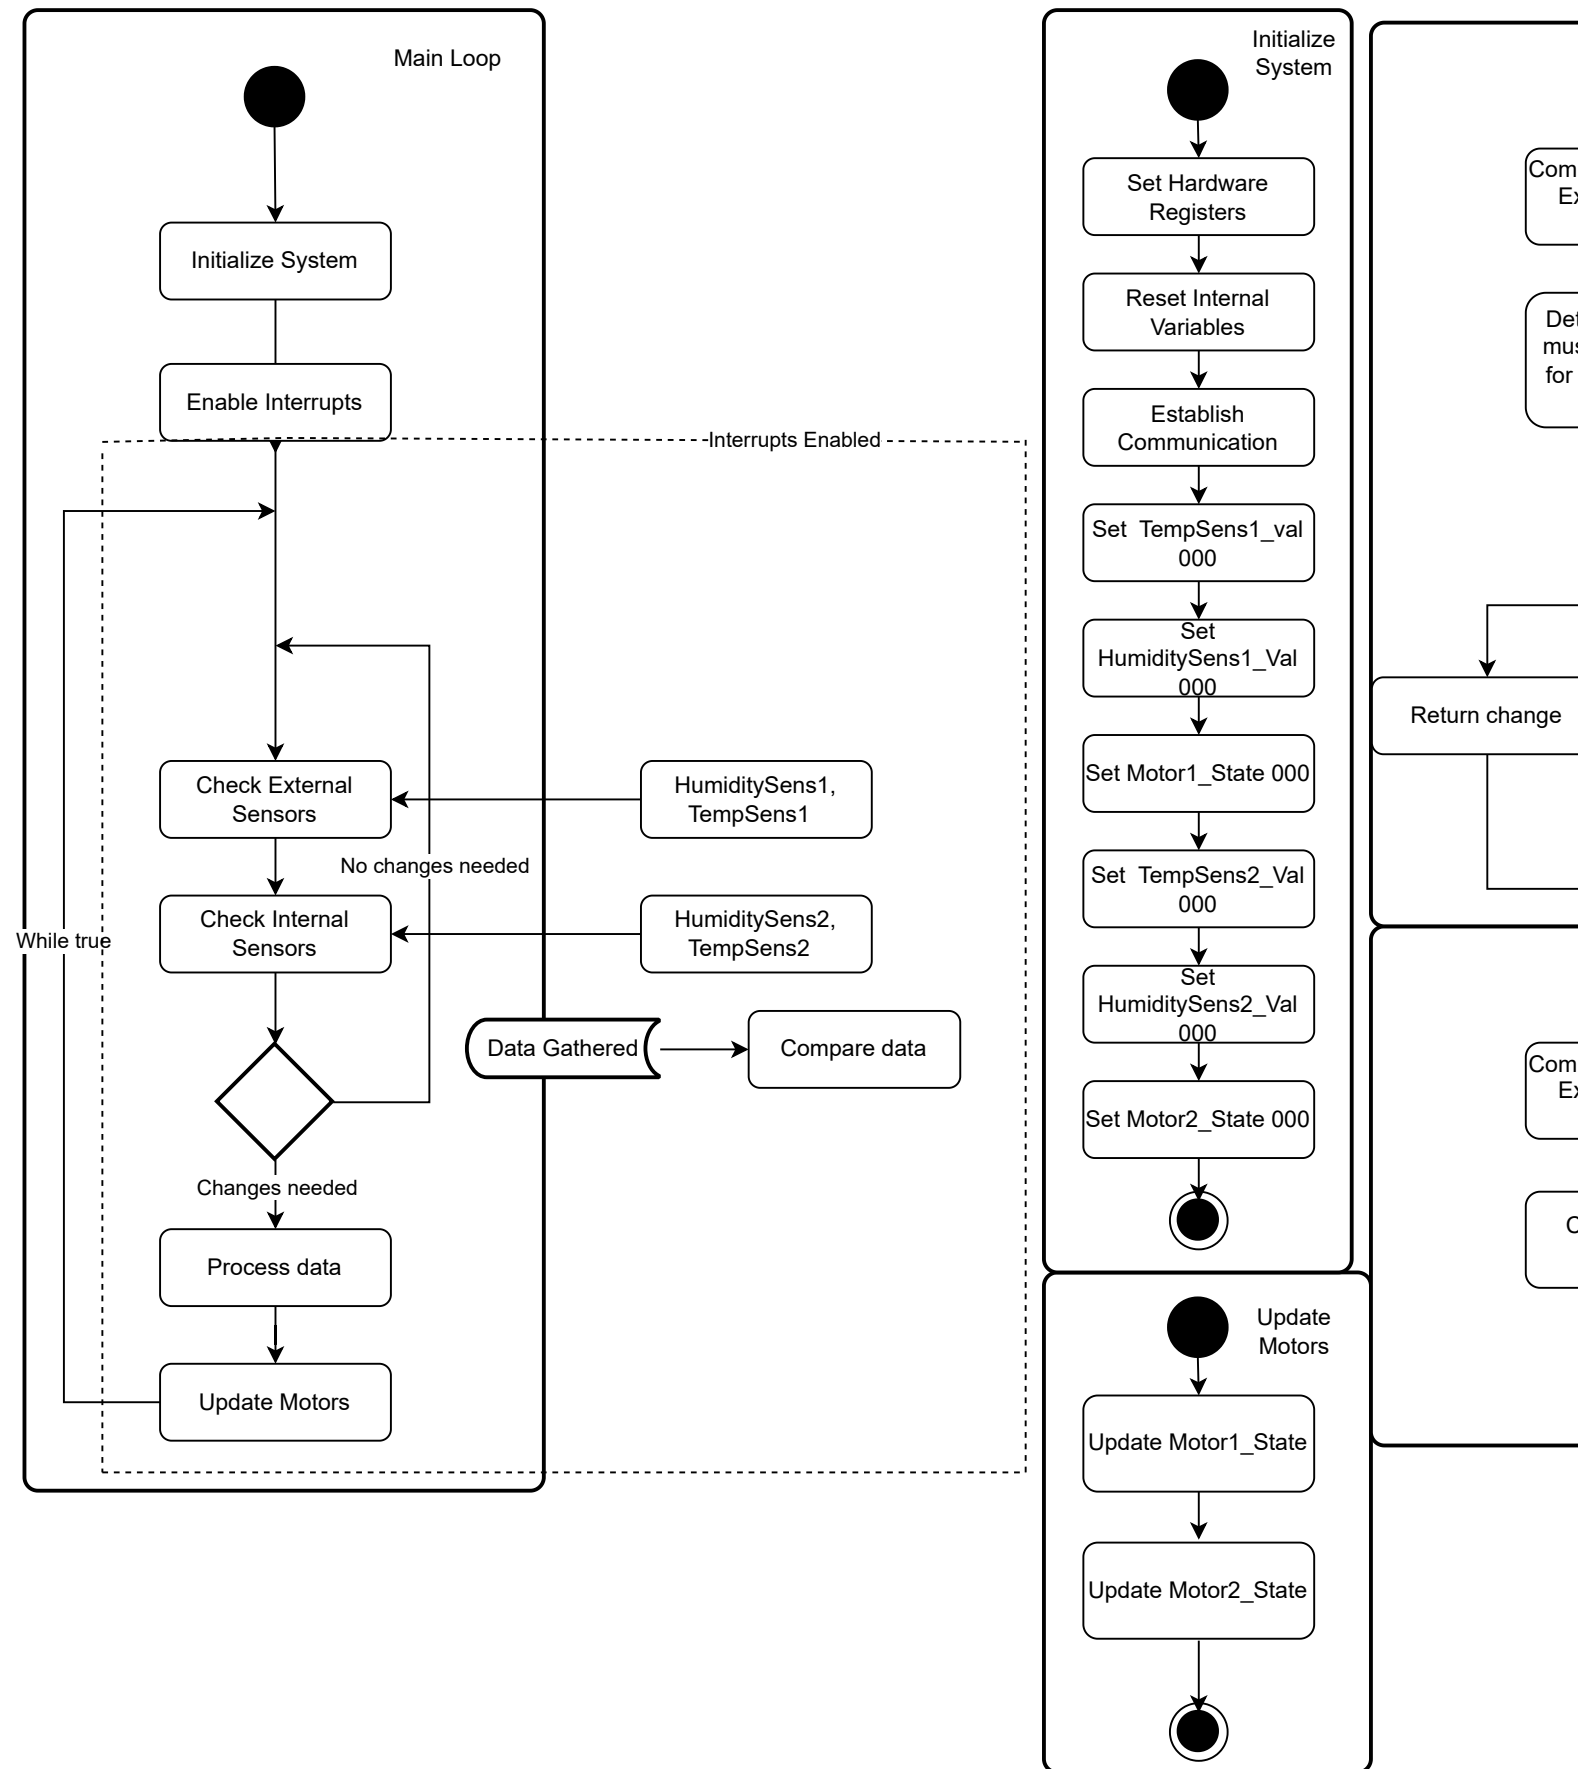 Main Loop
Initialize System
Enable Interrupts
Interrupts Enabled
Check External
Sensors
HumiditySens1,
TempSens1
No changes needed
Check Internal
Sensors
HumiditySens2,
TempSens2
While true
Data Gathered
Compare data
Changes needed
Process data
Update Motors
Initialize
System
Set Hardware
Registers
Reset Internal
Variables
Establish
Communication
Set  TempSens1_val
000
Set
HumiditySens1_Val
000
Set Motor1_State 000
Set  TempSens2_Val
000
Set
HumiditySens2_Val
000
Set Motor2_State 000
Update
Motors
Update Motor1_State
Update Motor2_State
for
Return change